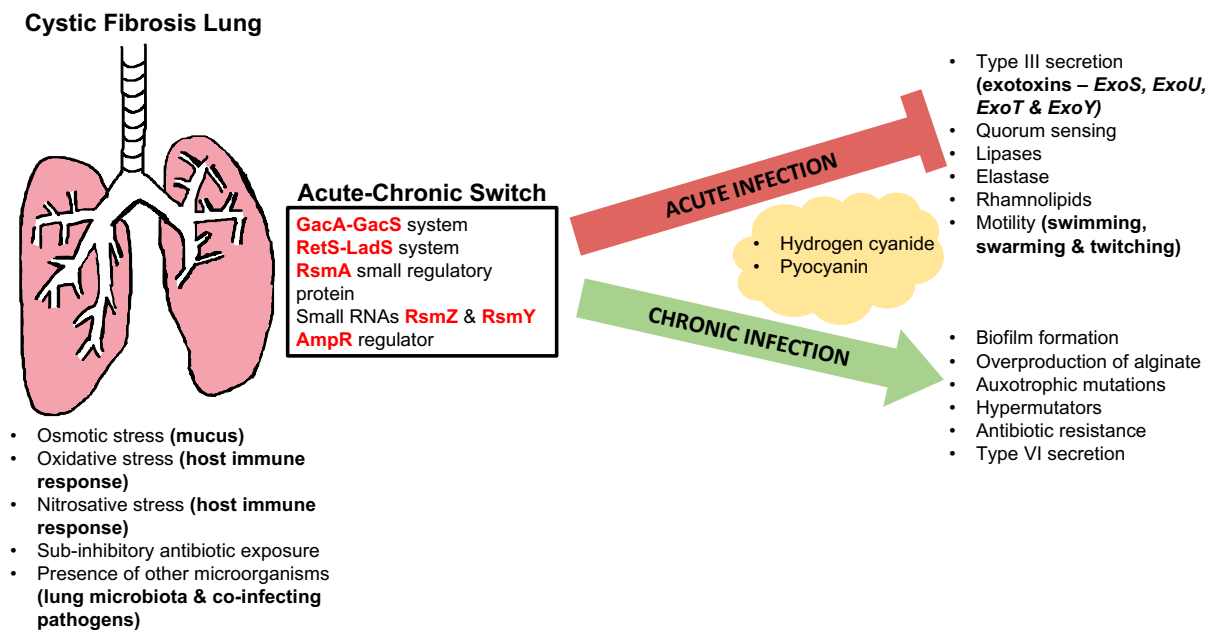 Cystic Fibrosis Lung
• Osmotic stress (mucus)
• Oxidative stress (host immune
response)
• Nitrosative stress (host immune
response)
• Sub-inhibitory antibiotic exposure
• Presence of other microorganisms
(lung microbiota & co-infecting
pathogens)
Acute-Chronic Switch
GacA-GacS system
RetS-LadS system
RsmA small regulatory
protein
Small RNAs RsmZ & RsmY
AmpR regulator
ACUTE INFECTION
• Hydrogen cyanide
• Pyocyanin
CHRONIC INFECTION
• Type III secretion
(exotoxins – ExoS, ExoU,
ExoT & ExoY)
• Quorum sensing
• Lipases
• Elastase
• Rhamnolipids
• Motility (swimming,
swarming & twitching)
• Biofilm formation
• Overproduction of alginate
• Auxotrophic mutations
• Hypermutators
• Antibiotic resistance
• Type VI secretion